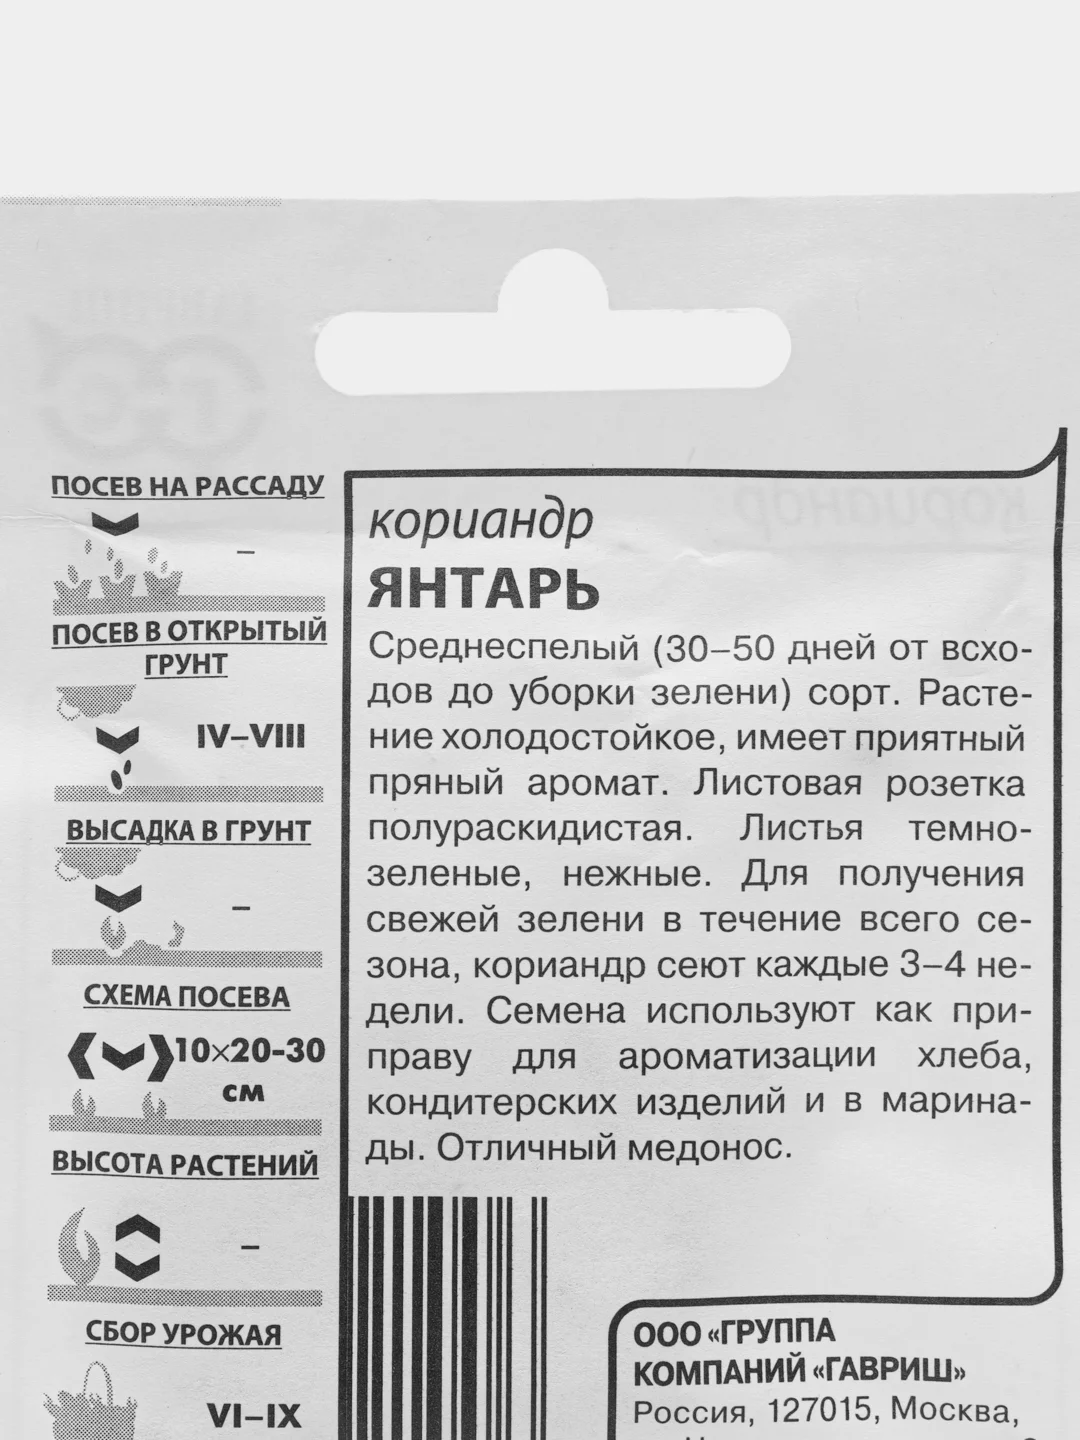 ПОСЕВ НА РАССАДУ
–
ПОСЕВ В ОТКРЫТЫЙ
ГРУНТ
IV–VIII
ВЫСАДКА В ГРУНТ
–
СХЕМА ПОСЕВА
10×20-30
см
ВЫСОТА РАСТЕНИЙ
–
СБОР УРОЖАЯ
VI–IX
кориандр
ЯНТАРЬ
Среднеспелый (30–50 дней от всхо-
дов до уборки зелени) сорт. Расте-
ние холодостойкое, имеет приятный
пряный аромат. Листовая розетка
полураскидистая. Листья темно-
зеленые, нежные. Для получения
свежей зелени в течение всего се-
зона, кориандр сеют каждые 3–4 не-
дели. Семена используют как при-
праву для ароматизации хлеба,
кондитерских изделий и в марина-
ды. Отличный медонос.
ООО «ГРУППА
КОМПАНИЙ «ГАВРИШ»
Россия, 127015, Москва,